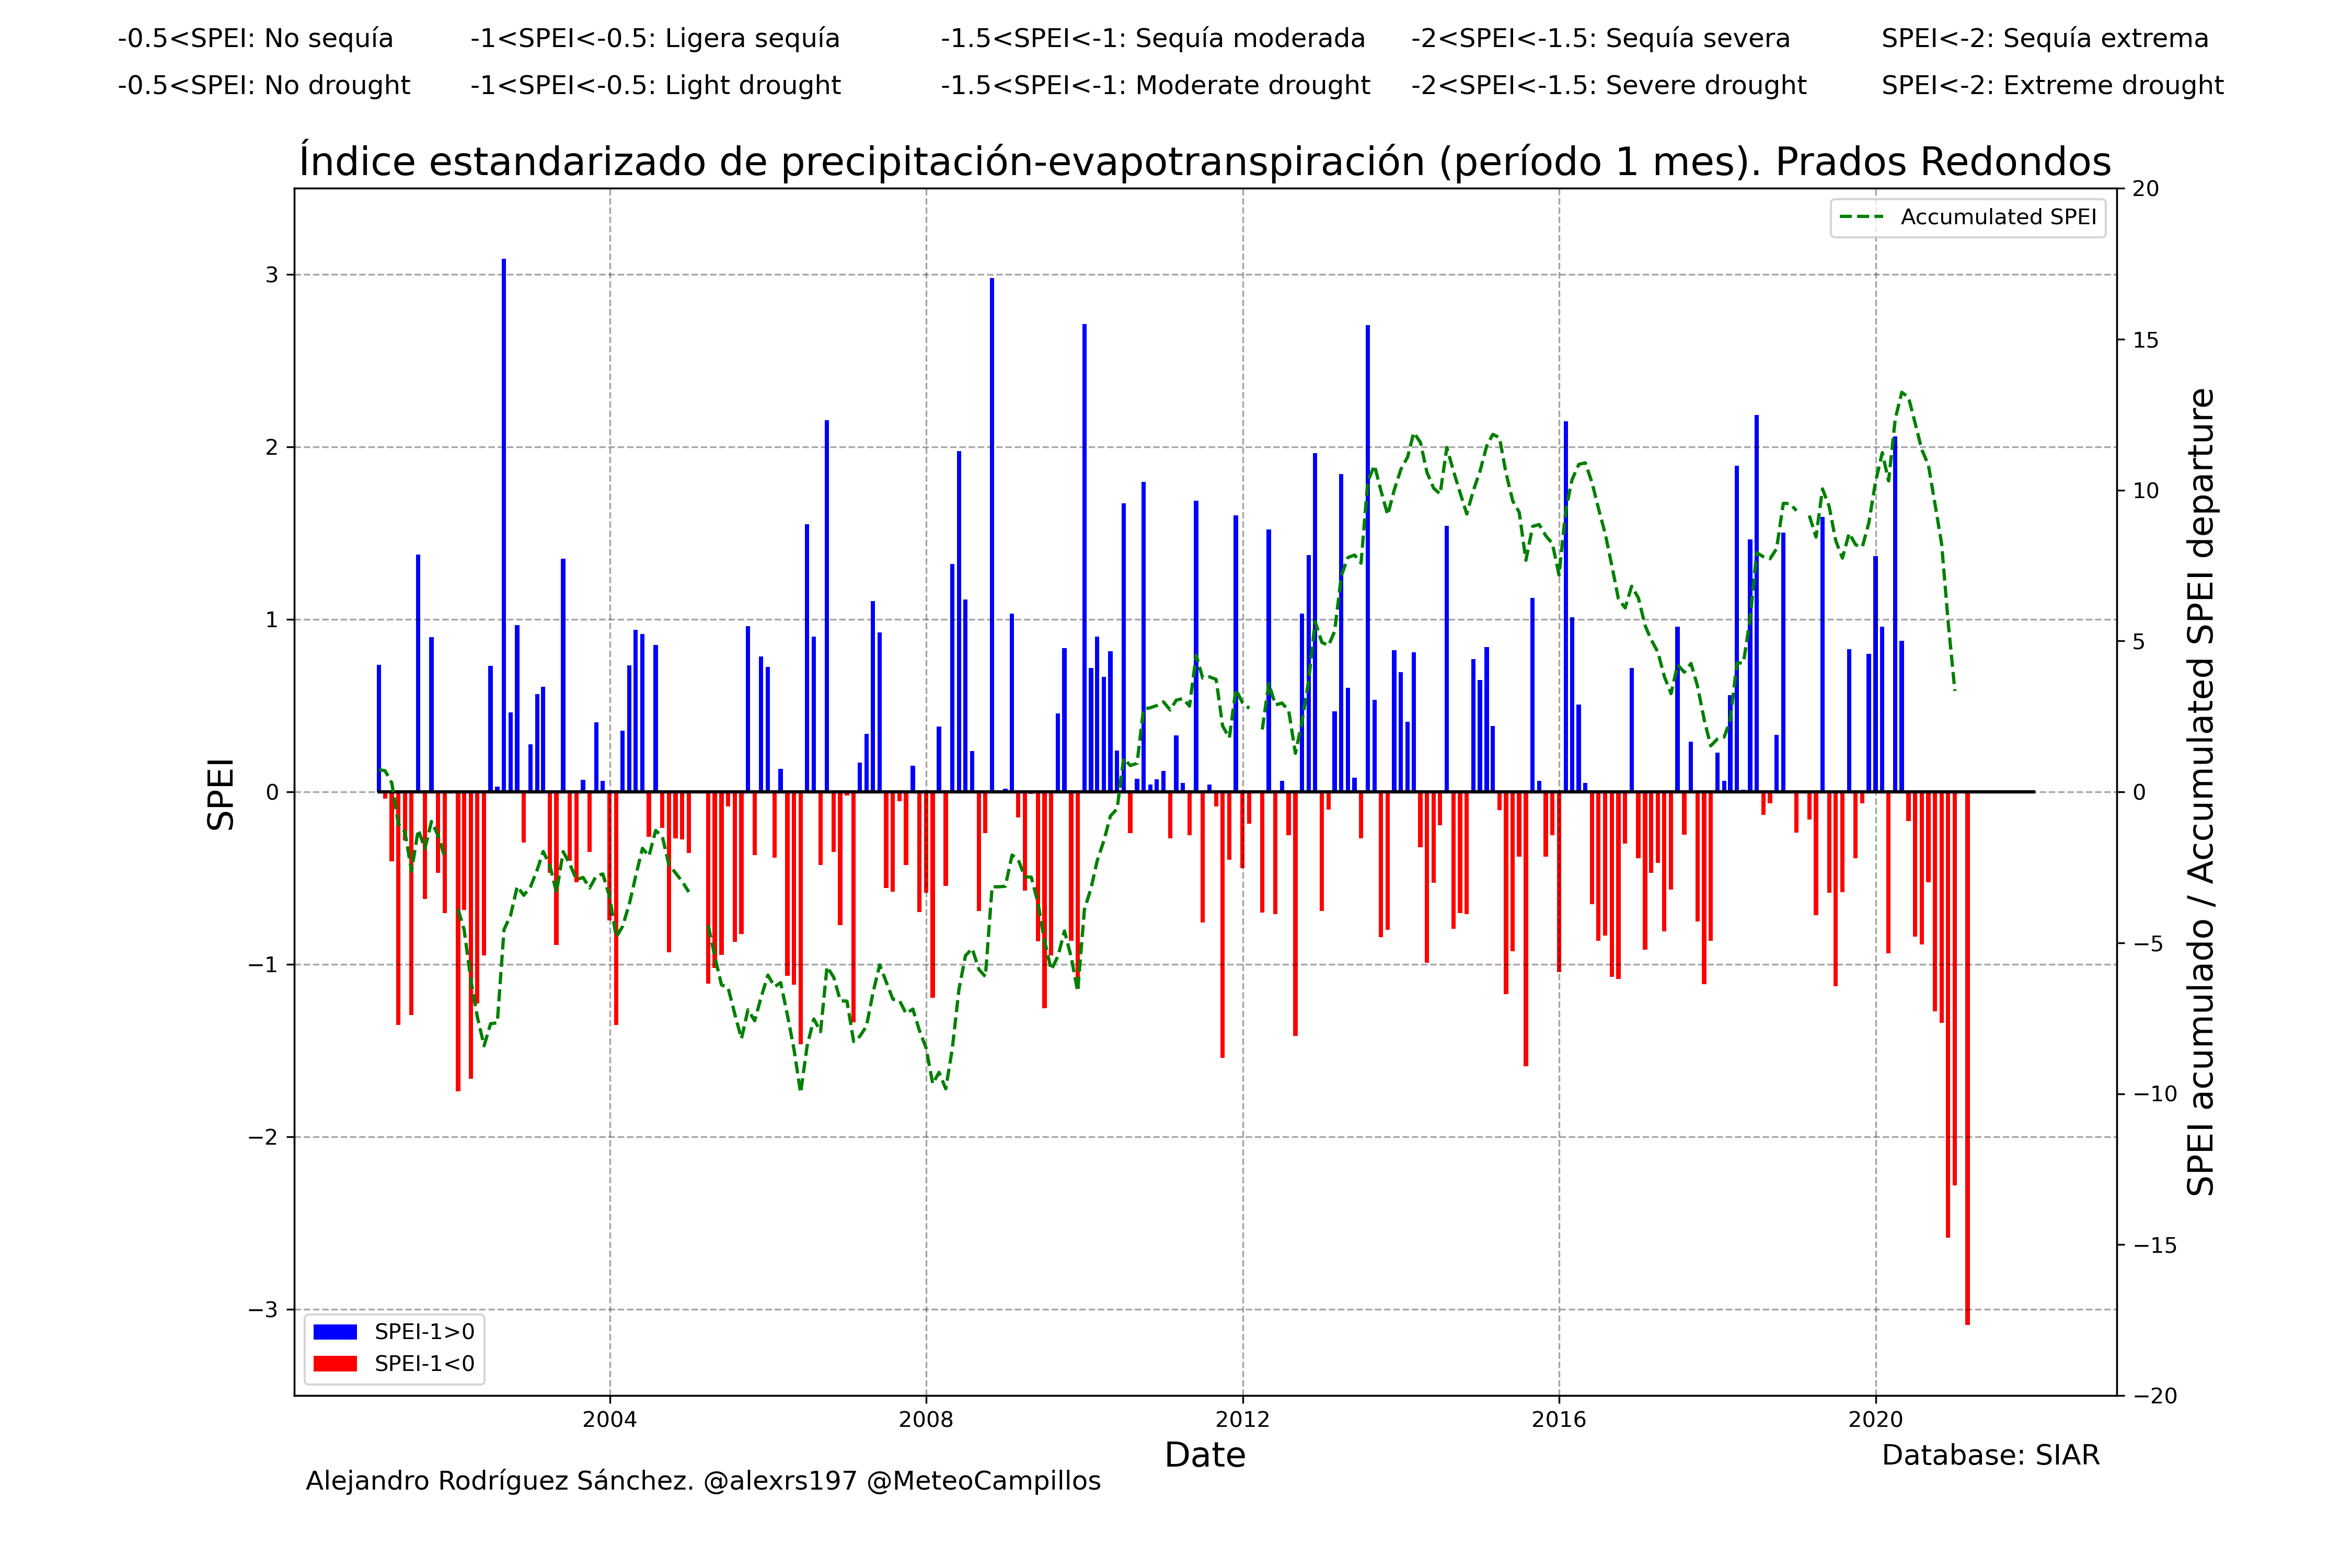 -0.5<SPEI: No sequía -1<SPEI<-0.5: Ligera sequía -1.5<SPEI<-1: Sequía moderada -2<SPEI<-1.5: Sequía severa SPEI<-2: Sequía extrema
-0.5<SPEI: No drought -1<SPEI<-0.5: Light drought -1.5<SPEI<-1: Moderate drought -2<SPEI<-1.5: Severe drought SPEI<-2: Extreme drought
Índice estandarizado de precipitación-evapotranspiración (período 1 mes). Prados Redondos
Accumulated SPEI
3
2
1
0
−1
−2
−3
SPEI
20
15
10
5
0
−5
−10
−15
−20
SPEI acumulado / Accumulated SPEI departure
SPEI-1>0
SPEI-1<0
2004 2008 2012 2016 2020
Date
Database: SIAR
Alejandro Rodríguez Sánchez. @alexrs197 @MeteoCampillos